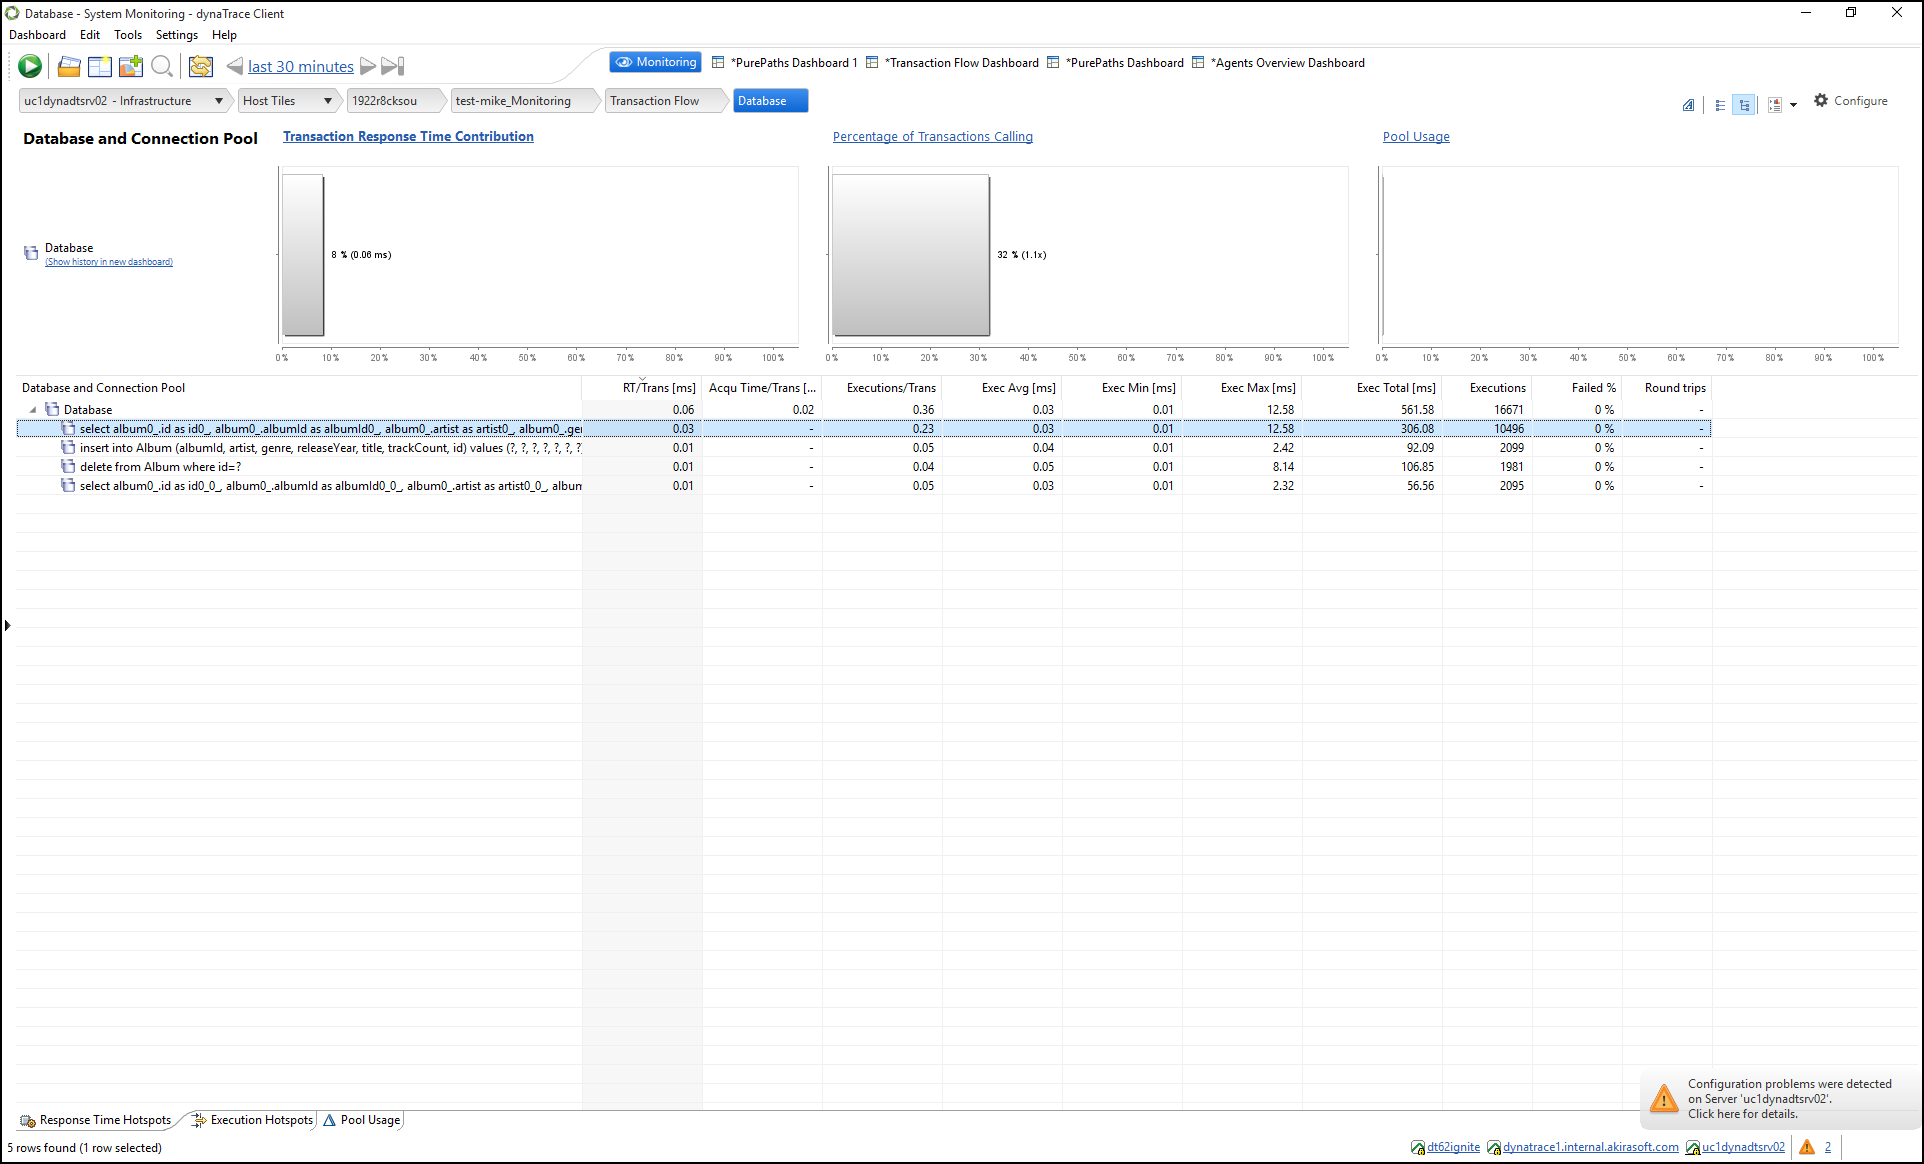 Database - System Monitoring - dynaTrace Client
Dashboard Edit Tools Settings Help
last 30 minutes
Monitoring *PurePaths Dashboard 1 *Transaction Flow Dashboard *PurePaths Dashboard *Agents Overview Dashboard
uc1dynadtsrv02 - Infrastructure Host Tiles 1922r8cksou test-mike_Monitoring Transaction Flow Database Configure
Database and Connection Pool Transaction Response Time Contribution Percentage of Transactions Calling Pool Usage
Database
(Show history in new dashboard)
8 % (0.06 ms) 32 % (1.1x)
0% 10% 20% 30% 40% 50% 60% 70% 80% 90% 100% 0% 10% 20% 30% 40% 50% 60% 70% 80% 90% 100% 0% 10% 20% 30% 40% 50% 60% 70% 80% 90% 100%
Database and Connection Pool RT/Trans [ms] Acqu Time/Trans [... Executions/Trans Exec Avg [ms] Exec Min [ms] Exec Max [ms] Exec Total [ms] Executions Failed % Round trips
Database 0.06 0.02 0.36 0.03 0.01 12.58 561.58 16671 0 % -
select album0_.id as id0_, album0_.albumId as albumId0_, album0_.artist as artist0_, album0_.ger 0.03 - 0.23 0.03 0.01 12.58 306.08 10496 0 % -
insert into Album (albumId, artist, genre, releaseYear, title, trackCount, id) values (?, ?, ?, ?, ?, ?, ? 0.01 - 0.05 0.04 0.01 2.42 92.09 2099 0 % -
delete from Album where id=? 0.01 - 0.04 0.05 0.01 8.14 106.85 1981 0 % -
select album0_.id as id0_0_, album0_.albumId as albumId0_0_, album0_.artist as artist0_0_, albun 0.01 - 0.05 0.03 0.01 2.32 56.56 2095 0 % -
Configuration problems were detected
on Server 'uc1dynadtsrv02'.
Click here for details.
Response Time Hotspots Execution Hotspots Pool Usage
5 rows found (1 row selected)
dt62ignite dynatrace1.internal.akirasoft.com uc1dynadtsrv02 2